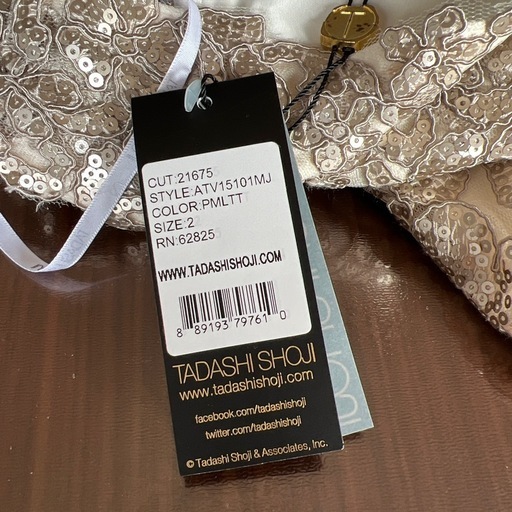 CUT:21675
STYLE:ATV15101MJ
COLOR:PMLTT
SIZE:2
RN:62825
WWW.TADASHISHOJI.COM
8 89193 79761 0
TADASHI SHOJI
www.tadashishoji.com
facebook.com/tadashishoji
twitter.com/tadashishoji
© Tadashi Shoji & Associates, Inc.